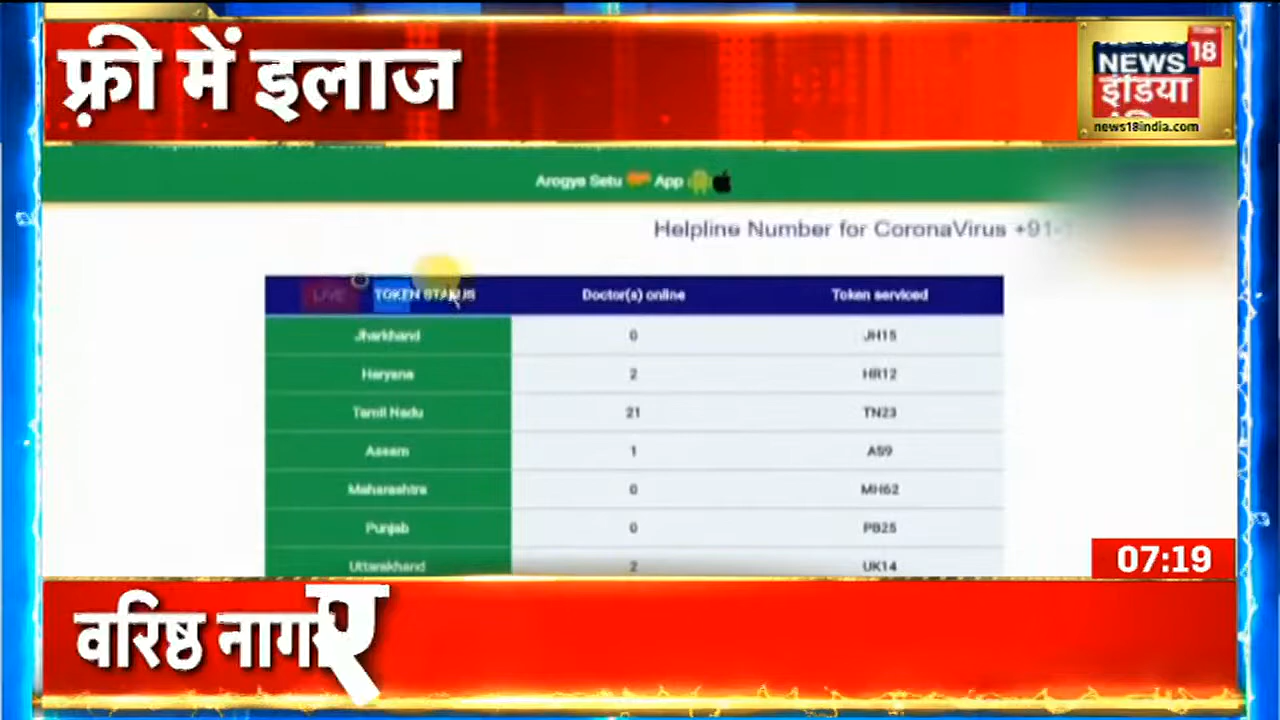 फ़्री में इलाज
NEWS 18
इंडिया
news18india.com
Arogya Setu App
Helpline Number for CoronaVirus +91-
LIVE TOKEN STATUS Doctor(s) online Token serviced
Jharkhand 0 JH15
Haryana 2 HR12
Tamil Nadu 21 TN23
Assam 1 AS9
Maharashtra 0 MH62
Punjab 0 PB25
Uttarakhand 2 UK14
07:19
वरिष्ठ